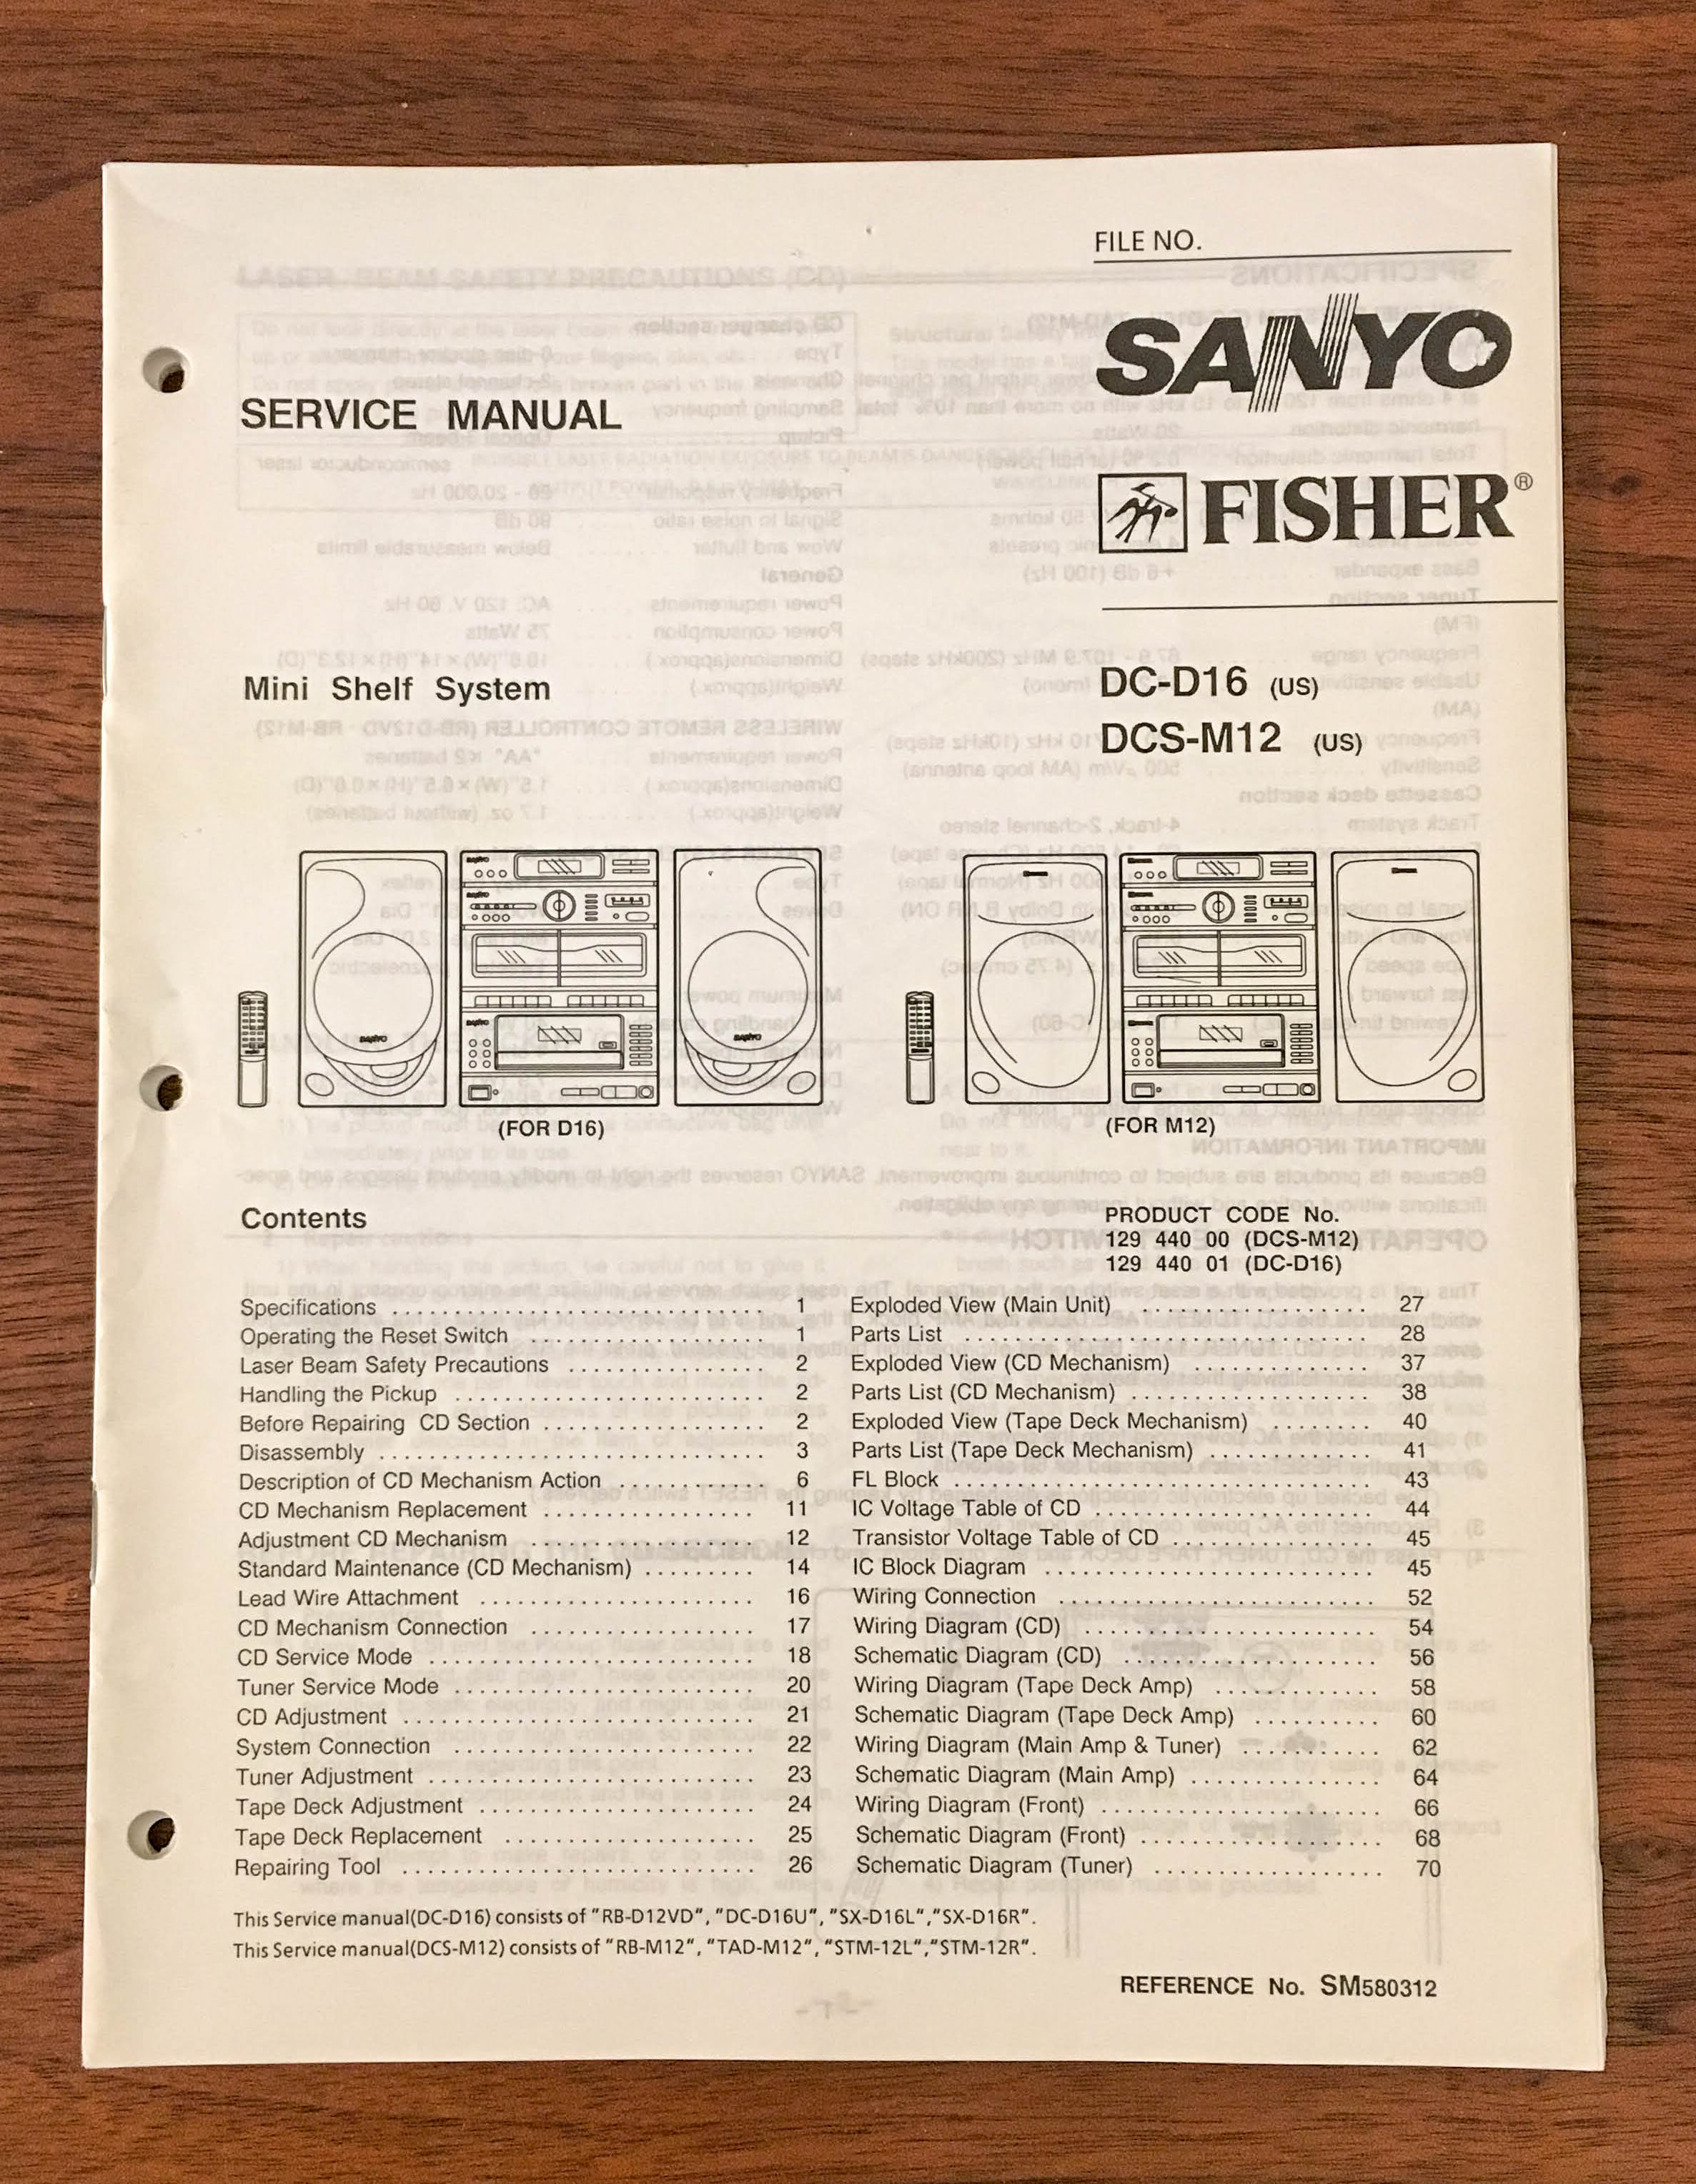 FILE NO.
SANYO
SERVICE MANUAL
FISHER®
Mini Shelf System
DC-D16 (US)
DCS-M12 (US)
(FOR D16)
(FOR M12)
Contents
PRODUCT CODE No.
129 440 00 (DCS-M12)
129 440 01 (DC-D16)
Specifications 1
Operating the Reset Switch 1
Laser Beam Safety Precautions 2
Handling the Pickup 2
Before Repairing CD Section 2
Disassembly 3
Description of CD Mechanism Action 6
CD Mechanism Replacement 11
Adjustment CD Mechanism 12
Standard Maintenance (CD Mechanism) 14
Lead Wire Attachment 16
CD Mechanism Connection 17
CD Service Mode 18
Tuner Service Mode 20
CD Adjustment 21
System Connection 22
Tuner Adjustment 23
Tape Deck Adjustment 24
Tape Deck Replacement 25
Repairing Tool 26
Exploded View (Main Unit) 27
Parts List 28
Exploded View (CD Mechanism) 37
Parts List (CD Mechanism) 38
Exploded View (Tape Deck Mechanism) 40
Parts List (Tape Deck Mechanism) 41
FL Block 43
IC Voltage Table of CD 44
Transistor Voltage Table of CD 45
IC Block Diagram 45
Wiring Connection 52
Wiring Diagram (CD) 54
Schematic Diagram (CD) 56
Wiring Diagram (Tape Deck Amp) 58
Schematic Diagram (Tape Deck Amp) 60
Wiring Diagram (Main Amp & Tuner) 62
Schematic Diagram (Main Amp) 64
Wiring Diagram (Front) 66
Schematic Diagram (Front) 68
Schematic Diagram (Tuner) 70
This Service manual(DC-D16) consists of "RB-D12VD", "DC-D16U", "SX-D16L","SX-D16R".
This Service manual(DCS-M12) consists of "RB-M12", "TAD-M12", "STM-12L","STM-12R".
REFERENCE No. SM580312